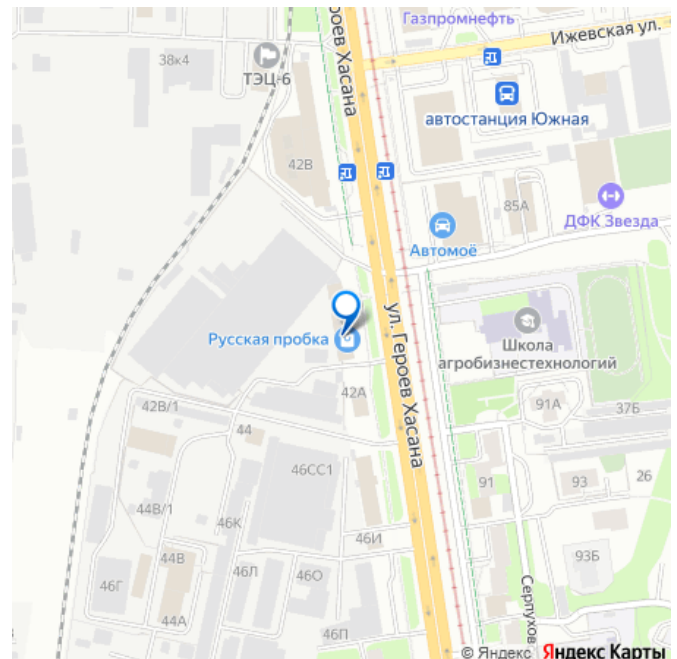 Газпромнефть
Ижевская ул.
38к4
ТЭЦ-6
Героев Хасана
автостанция Южная
42В
85А
ДФК Звезда
Автомоё
ул. Героев Хасана
Русская пробка
Школа
агробизнестехнологий
42А
91А
37Б
42В/1
44
46СС1
91
93
26
44В/1
46К
46И
93Б
44В
46Л
46О
46Г
44А
46П
Серпухов
© Яндекс Яндекс Карты